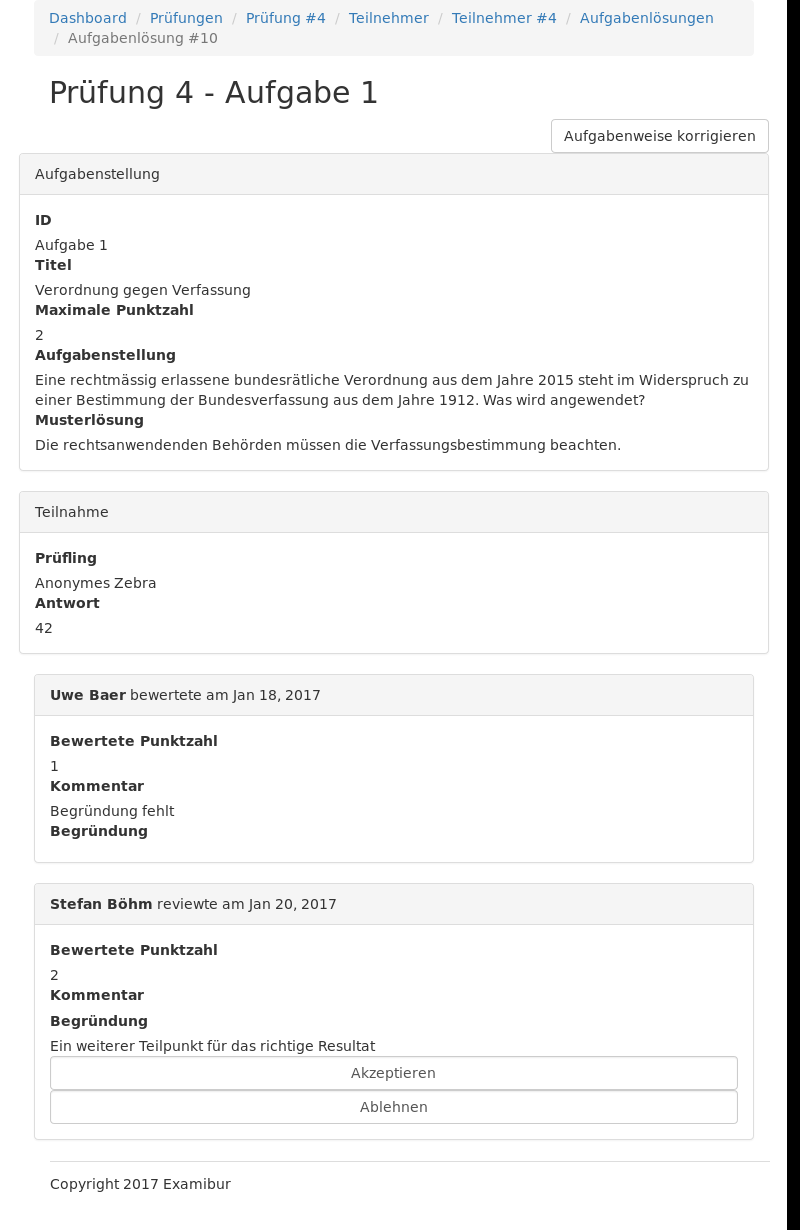 Dashboard / Prüfungen / Prüfung #4 / Teilnehmer / Teilnehmer #4 / Aufgabenlösungen
/ Aufgabenlösung #10
Prüfung 4 - Aufgabe 1
Aufgabenweise korrigieren
Aufgabenstellung
ID
Aufgabe 1
Titel
Verordnung gegen Verfassung
Maximale Punktzahl
2
Aufgabenstellung
Eine rechtmässig erlassene bundesrätliche Verordnung aus dem Jahre 2015 steht im Widerspruch zu
einer Bestimmung der Bundesverfassung aus dem Jahre 1912. Was wird angewendet?
Musterlösung
Die rechtsanwendenden Behörden müssen die Verfassungsbestimmung beachten.
Teilnahme
Prüfling
Anonymes Zebra
Antwort
42
Uwe Baer bewertete am Jan 18, 2017
Bewertete Punktzahl
1
Kommentar
Begründung fehlt
Begründung
Stefan Böhm reviewte am Jan 20, 2017
Bewertete Punktzahl
2
Kommentar
Begründung
Ein weiterer Teilpunkt für das richtige Resultat
Akzeptieren
Ablehnen
Copyright 2017 Examibur